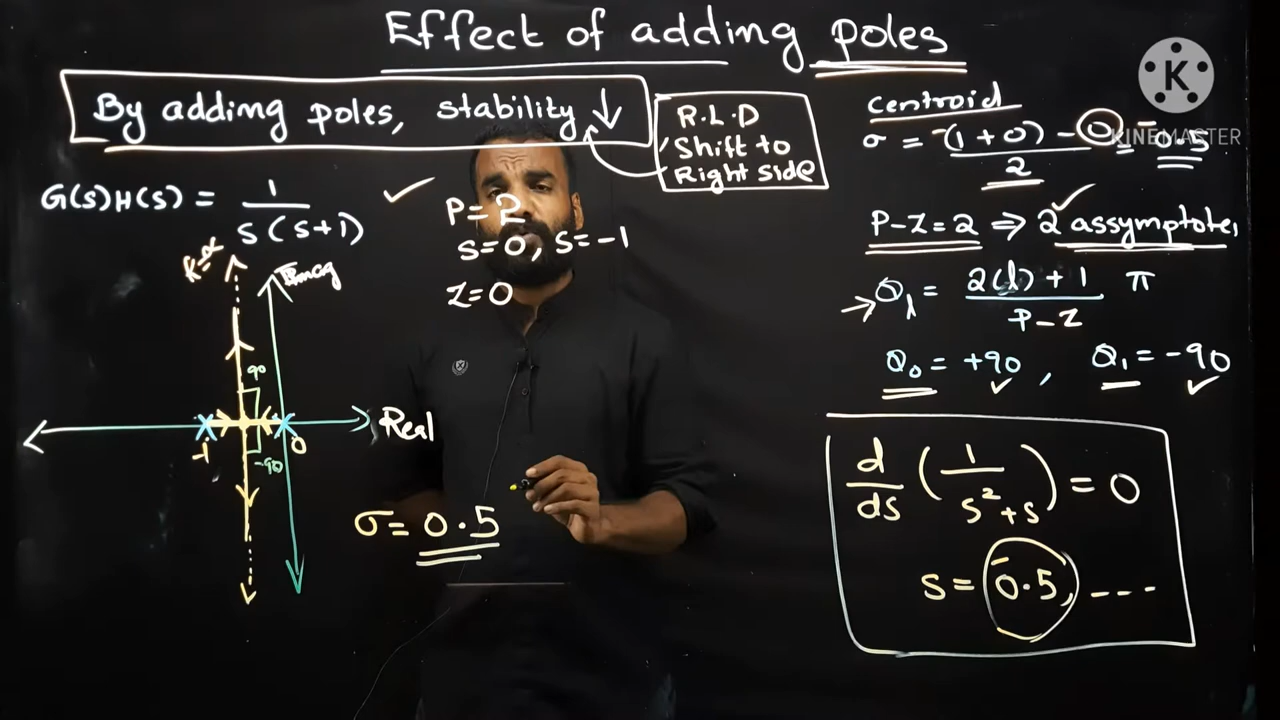 Effect of adding poles
By adding poles, stability ↓
R.L.D
Shift to
Right side
G(s)H(s) = 1 / s(s+1)
P=2
s=0, s=-1
Z=0
K=α
Imag
90
-1
0
-90
Real
σ= 0.5
centroid
σ = -(1+0) - 0 / 2 = -0.5
KINEMASTER
P-Z=2 ⇒ 2 assymptotes
θl = 2(l)+1 / P-Z π
θ0 = +90, θ1 = -90
d/ds (1 / s²+s) = 0
s= -0.5, ---